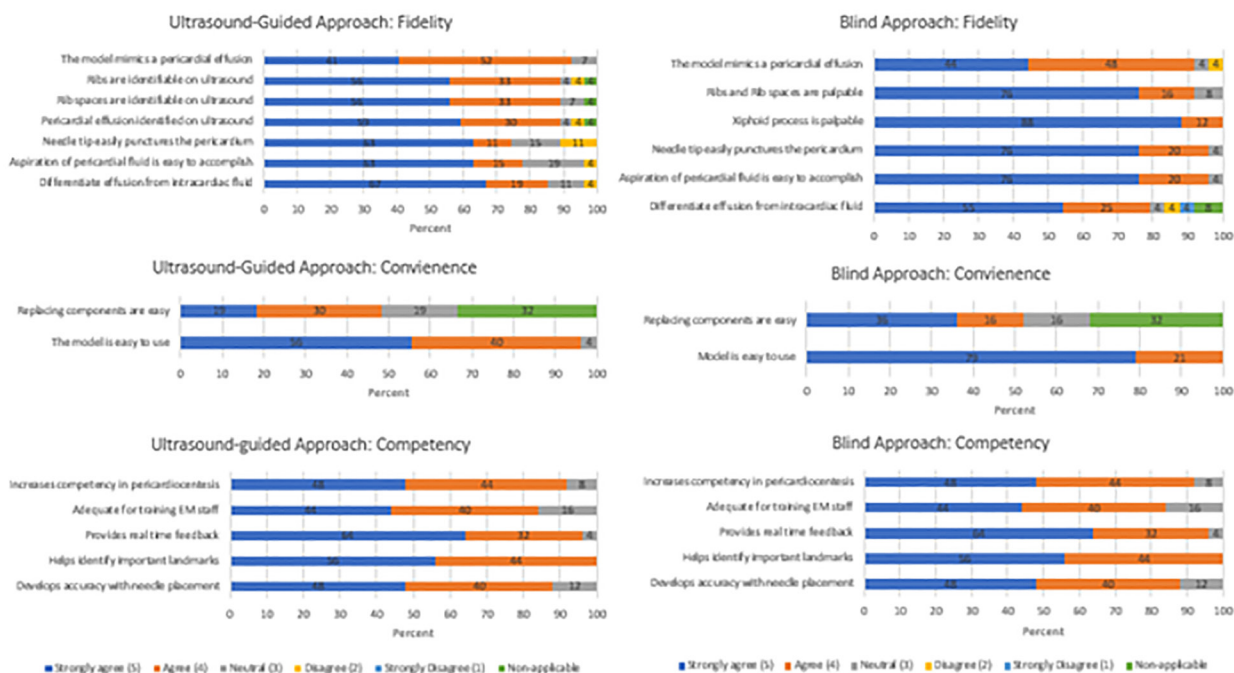 Ultrasound-Guided Approach: Fidelity
The model mimics a pericardial effusion 41 52 7
Ribs are identifiable on ultrasound 56 33 4 4 4
Rib spaces are identifiable on ultrasound 56 33 7 4
Pericardial effusion identified on ultrasound 59 30 4 4 4
Needle tip easily punctures the pericardium 63 11 15 11
Aspiration of pericardial fluid is easy to accomplish 63 15 19 4
Differentiate effusion from intracardiac fluid 67 19 11 4
0 10 20 30 40 50 60 70 80 90 100
Percent
Ultrasound-Guided Approach: Convienence
Replacing components are easy 19 30 19 32
The model is easy to use 56 40 4
0 10 20 30 40 50 60 70 80 90 100
Percent
Ultrasound-guided Approach: Competency
Increases competency in pericardiocentesis 48 44 8
Adequate for training EM staff 44 40 16
Provides real time feedback 64 32 4
Helps identify important landmarks 56 44
Develops accuracy with needle placement 48 40 12
0 10 20 30 40 50 60 70 80 90 100
Percent
Strongly agree (5) Agree (4) Neutral (3) Disagree (2) Strongly Disagree (1) Non-applicable
Blind Approach: Fidelity
The model mimics a pericardial effusion 44 48 4 4
Ribs and Rib spaces are palpable 76 16 8
Xiphoid process is palpable 88 12
Needle tip easily punctures the pericardium 76 20 4
Aspiration of pericardial fluid is easy to accomplish 76 20 4
Differentiate effusion from intracardiac fluid 55 25 4 4 4 8
0 10 20 30 40 50 60 70 80 90 100
Percent
Blind Approach: Convienence
Replacing components are easy 36 16 16 32
Model is easy to use 79 21
0 10 20 30 40 50 60 70 80 90 100
Percent
Blind Approach: Competency
Increases competency in pericardiocentesis 48 44 8
Adequate for training EM staff 44 40 16
Provides real time feedback 64 32 4
Helps identify important landmarks 56 44
Develops accuracy with needle placement 48 40 12
0 10 20 30 40 50 60 70 80 90 100
Percent
Strongly agree (5) Agree (4) Neutral (3) Disagree (2) Strongly Disagree (1) Non-applicable